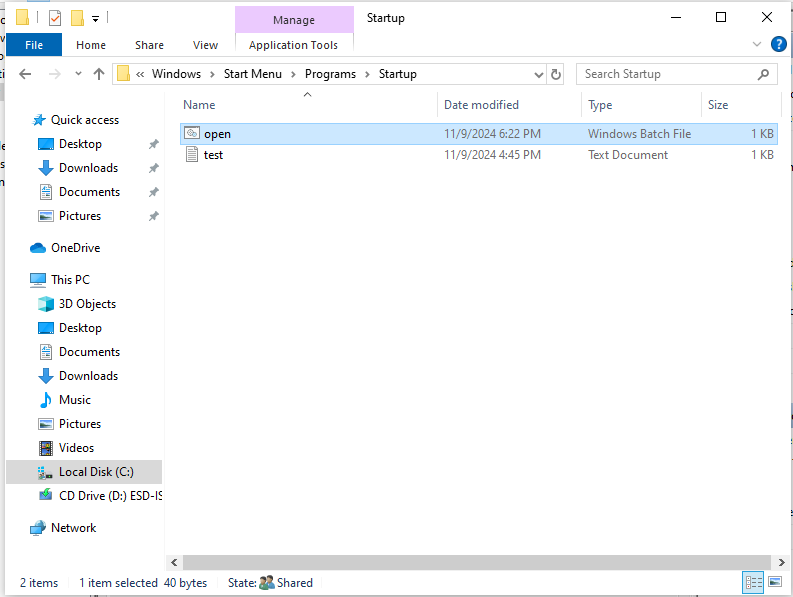 Manage
Startup
File
Home
Share
View
Application Tools
« Windows > Start Menu > Programs > Startup
Search Startup
Name
Date modified
Type
Size
open 11/9/2024 6:22 PM Windows Batch File 1 KB
test 11/9/2024 4:45 PM Text Document 1 KB
Quick access
Desktop
Downloads
Documents
Pictures
OneDrive
This PC
3D Objects
Desktop
Documents
Downloads
Music
Pictures
Videos
Local Disk (C:)
CD Drive (D:) ESD-IS
Network
2 items 1 item selected 40 bytes State: Shared